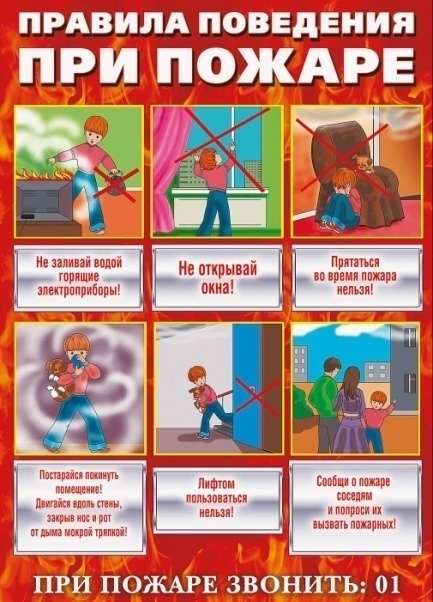 ПРАВИЛА ПОВЕДЕНИЯ
ПРИ ПОЖАРЕ
Не заливай водой
горящие
электроприборы!
Не открывай
окна!
Прятаться
во время пожара
нельзя!
Постарайся покинуть
помещение!
Двигайся вдоль стены,
закрыв нос и рот
от дыма мокрой тряпкой!
Лифтом
пользоваться
нельзя!
Сообщи о пожаре
соседям
и попроси их
вызвать пожарных!
ПРИ ПОЖАРЕ ЗВОНИТЬ: 01